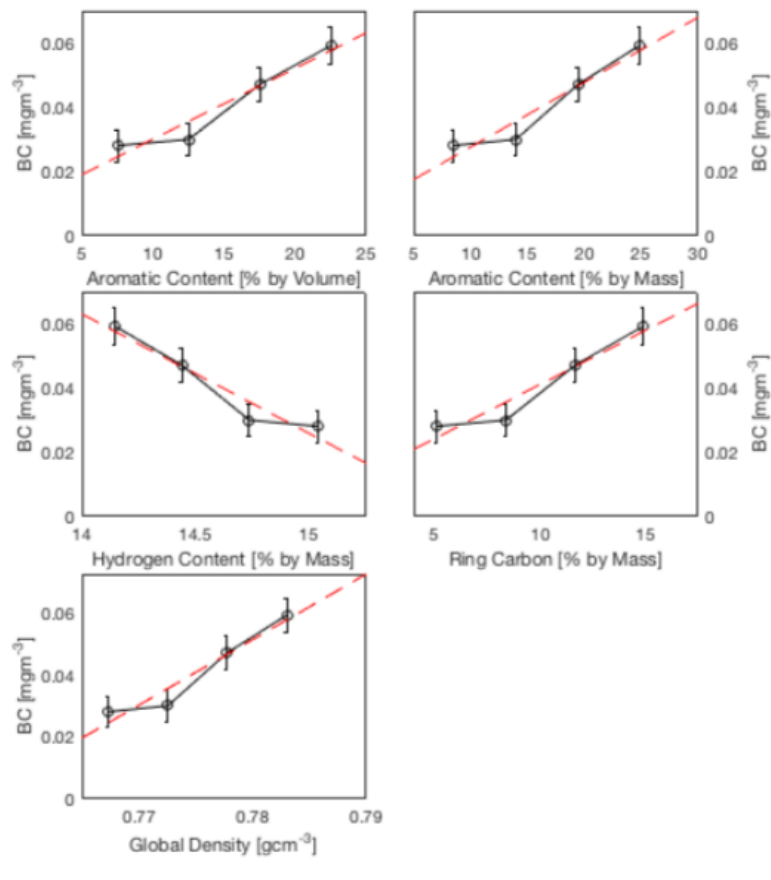 BC [mgm⁻³]
0.06
0.04
0.02
0
5 10 15 20 25
Aromatic Content [% by Volume]
0.06
0.04
0.02
0
BC [mgm⁻³]
5 10 15 20 25 30
Aromatic Content [% by Mass]
BC [mgm⁻³]
0.06
0.04
0.02
0
14 14.5 15
Hydrogen Content [% by Mass]
0.06
0.04
0.02
0
BC [mgm⁻³]
5 10 15
Ring Carbon [% by Mass]
BC [mgm⁻³]
0.06
0.04
0.02
0
0.77 0.78 0.79
Global Density [gcm⁻³]